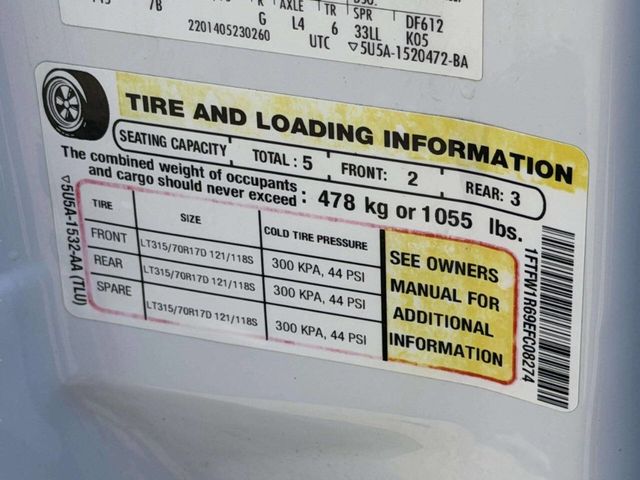 7B R AXLE TR SPR DF612
G L4 6 33LL K05
2201405230260 UTC ▽5U5A-1520472-BA
TIRE AND LOADING INFORMATION
SEATING CAPACITY TOTAL : 5 FRONT: 2 REAR: 3
The combined weight of occupants
and cargo should never exceed : 478 kg or 1055 lbs.
TIRE SIZE COLD TIRE PRESSURE
FRONT LT315/70R17D 121/118S 300 KPA, 44 PSI
REAR LT315/70R17D 121/118S 300 KPA, 44 PSI
SPARE LT315/70R17D 121/118S 300 KPA, 44 PSI
SEE OWNERS
MANUAL FOR
ADDITIONAL
INFORMATION
▽5U5A-1532-AA (TLU)
1FTFW1R69EFC08274